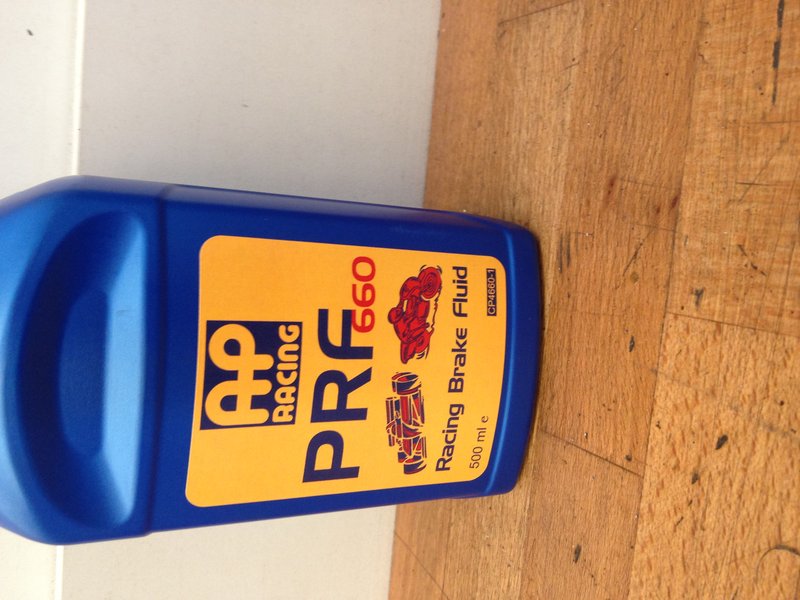 AP
RACING
PRF
660
Racing Brake Fluid
500 ml e
CP4660-1